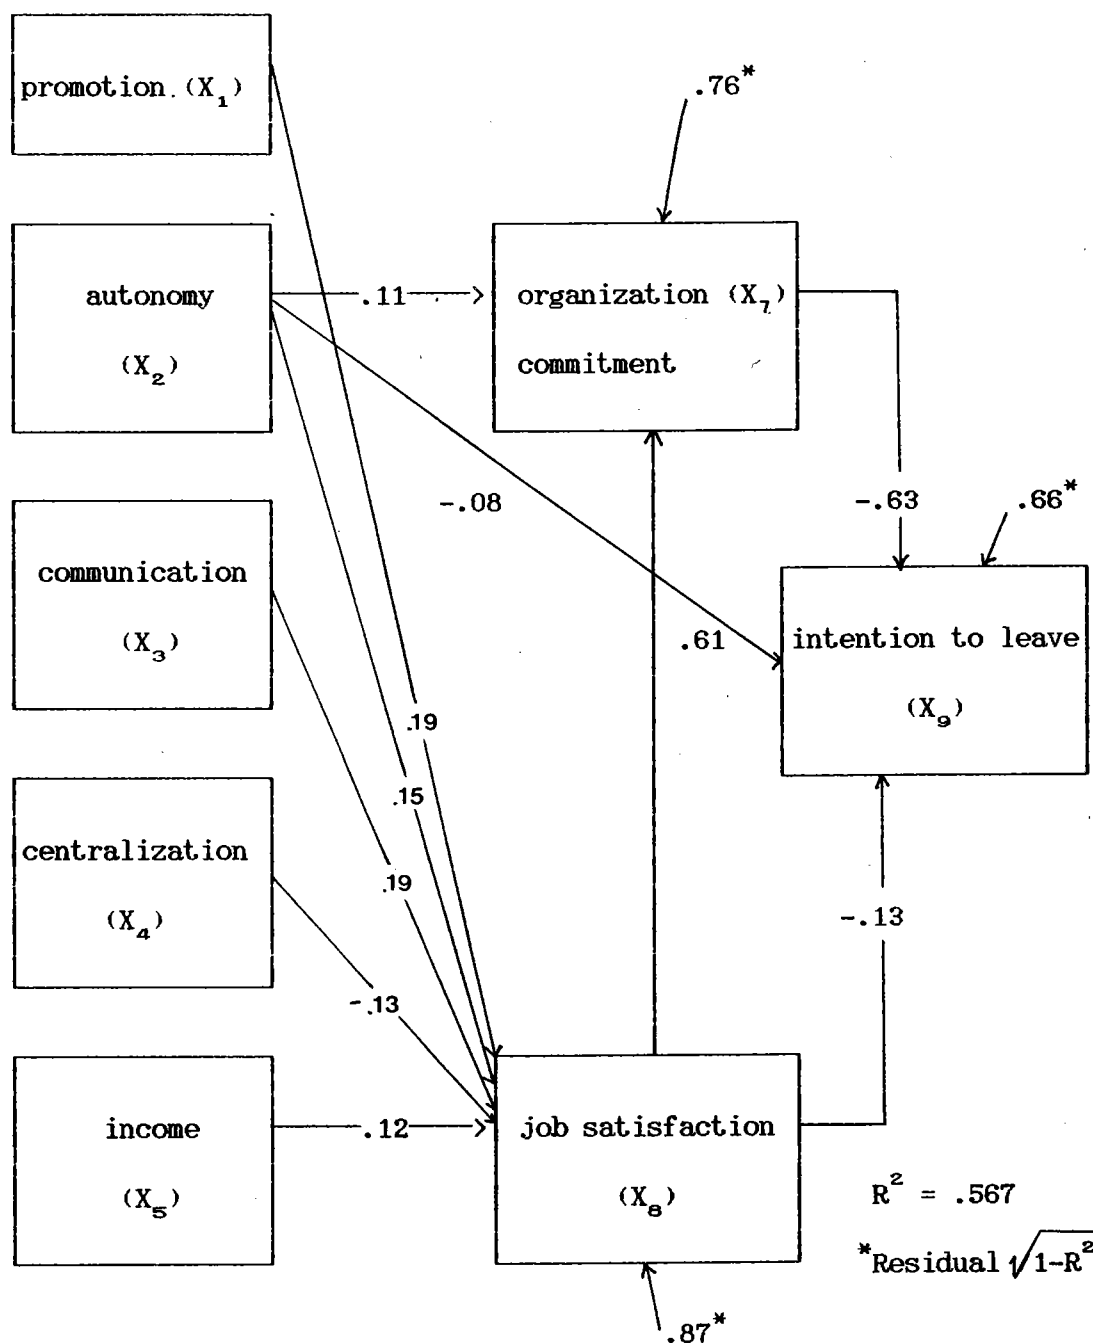 promotion. (X₁)
.76*
autonomy
(X₂)
.11
organization (X₇)
commitment
-.08
-.63
.66*
communication
(X₃)
.61
intention to leave
(X₉)
.19
.15
centralization
(X₄)
.19
-.13
-.13
income
(X₅)
.12
job satisfaction
(X₈)
R² = .567
*Residual √1-R²
.87*